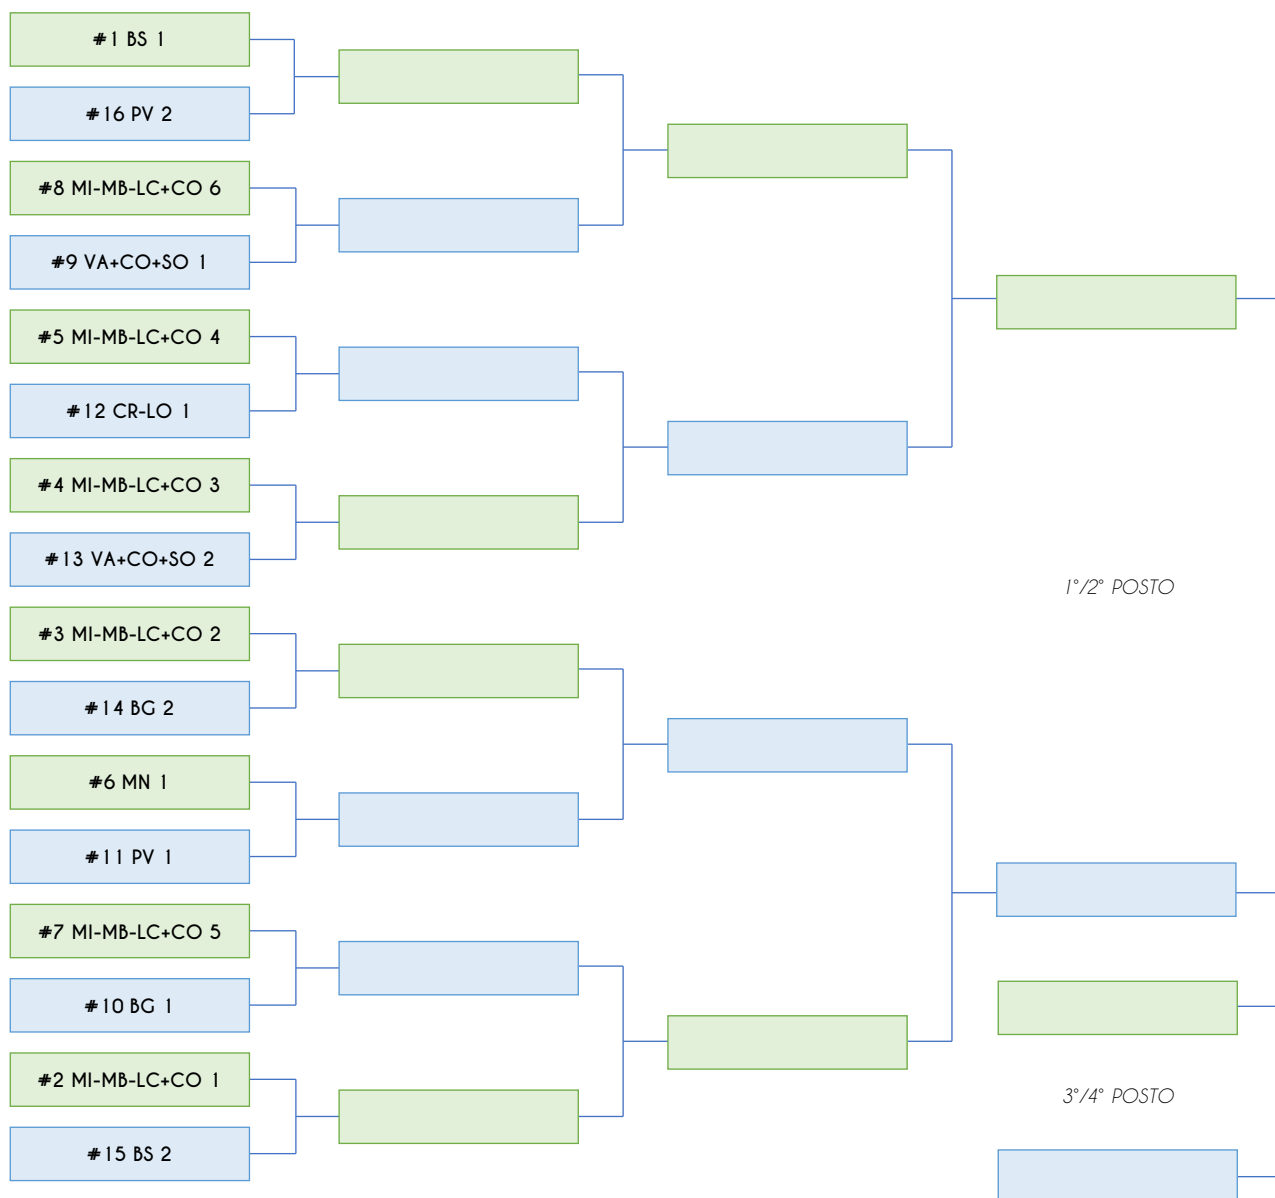 #1 BS 1
#16 PV 2
#8 MI-MB-LC+CO 6
#9 VA+CO+SO 1
#5 MI-MB-LC+CO 4
#12 CR-LO 1
#4 MI-MB-LC+CO 3
#13 VA+CO+SO 2
1°/2° POSTO
#3 MI-MB-LC+CO 2
#14 BG 2
#6 MN 1
#11 PV 1
#7 MI-MB-LC+CO 5
#10 BG 1
#2 MI-MB-LC+CO 1
3°/4° POSTO
#15 BS 2